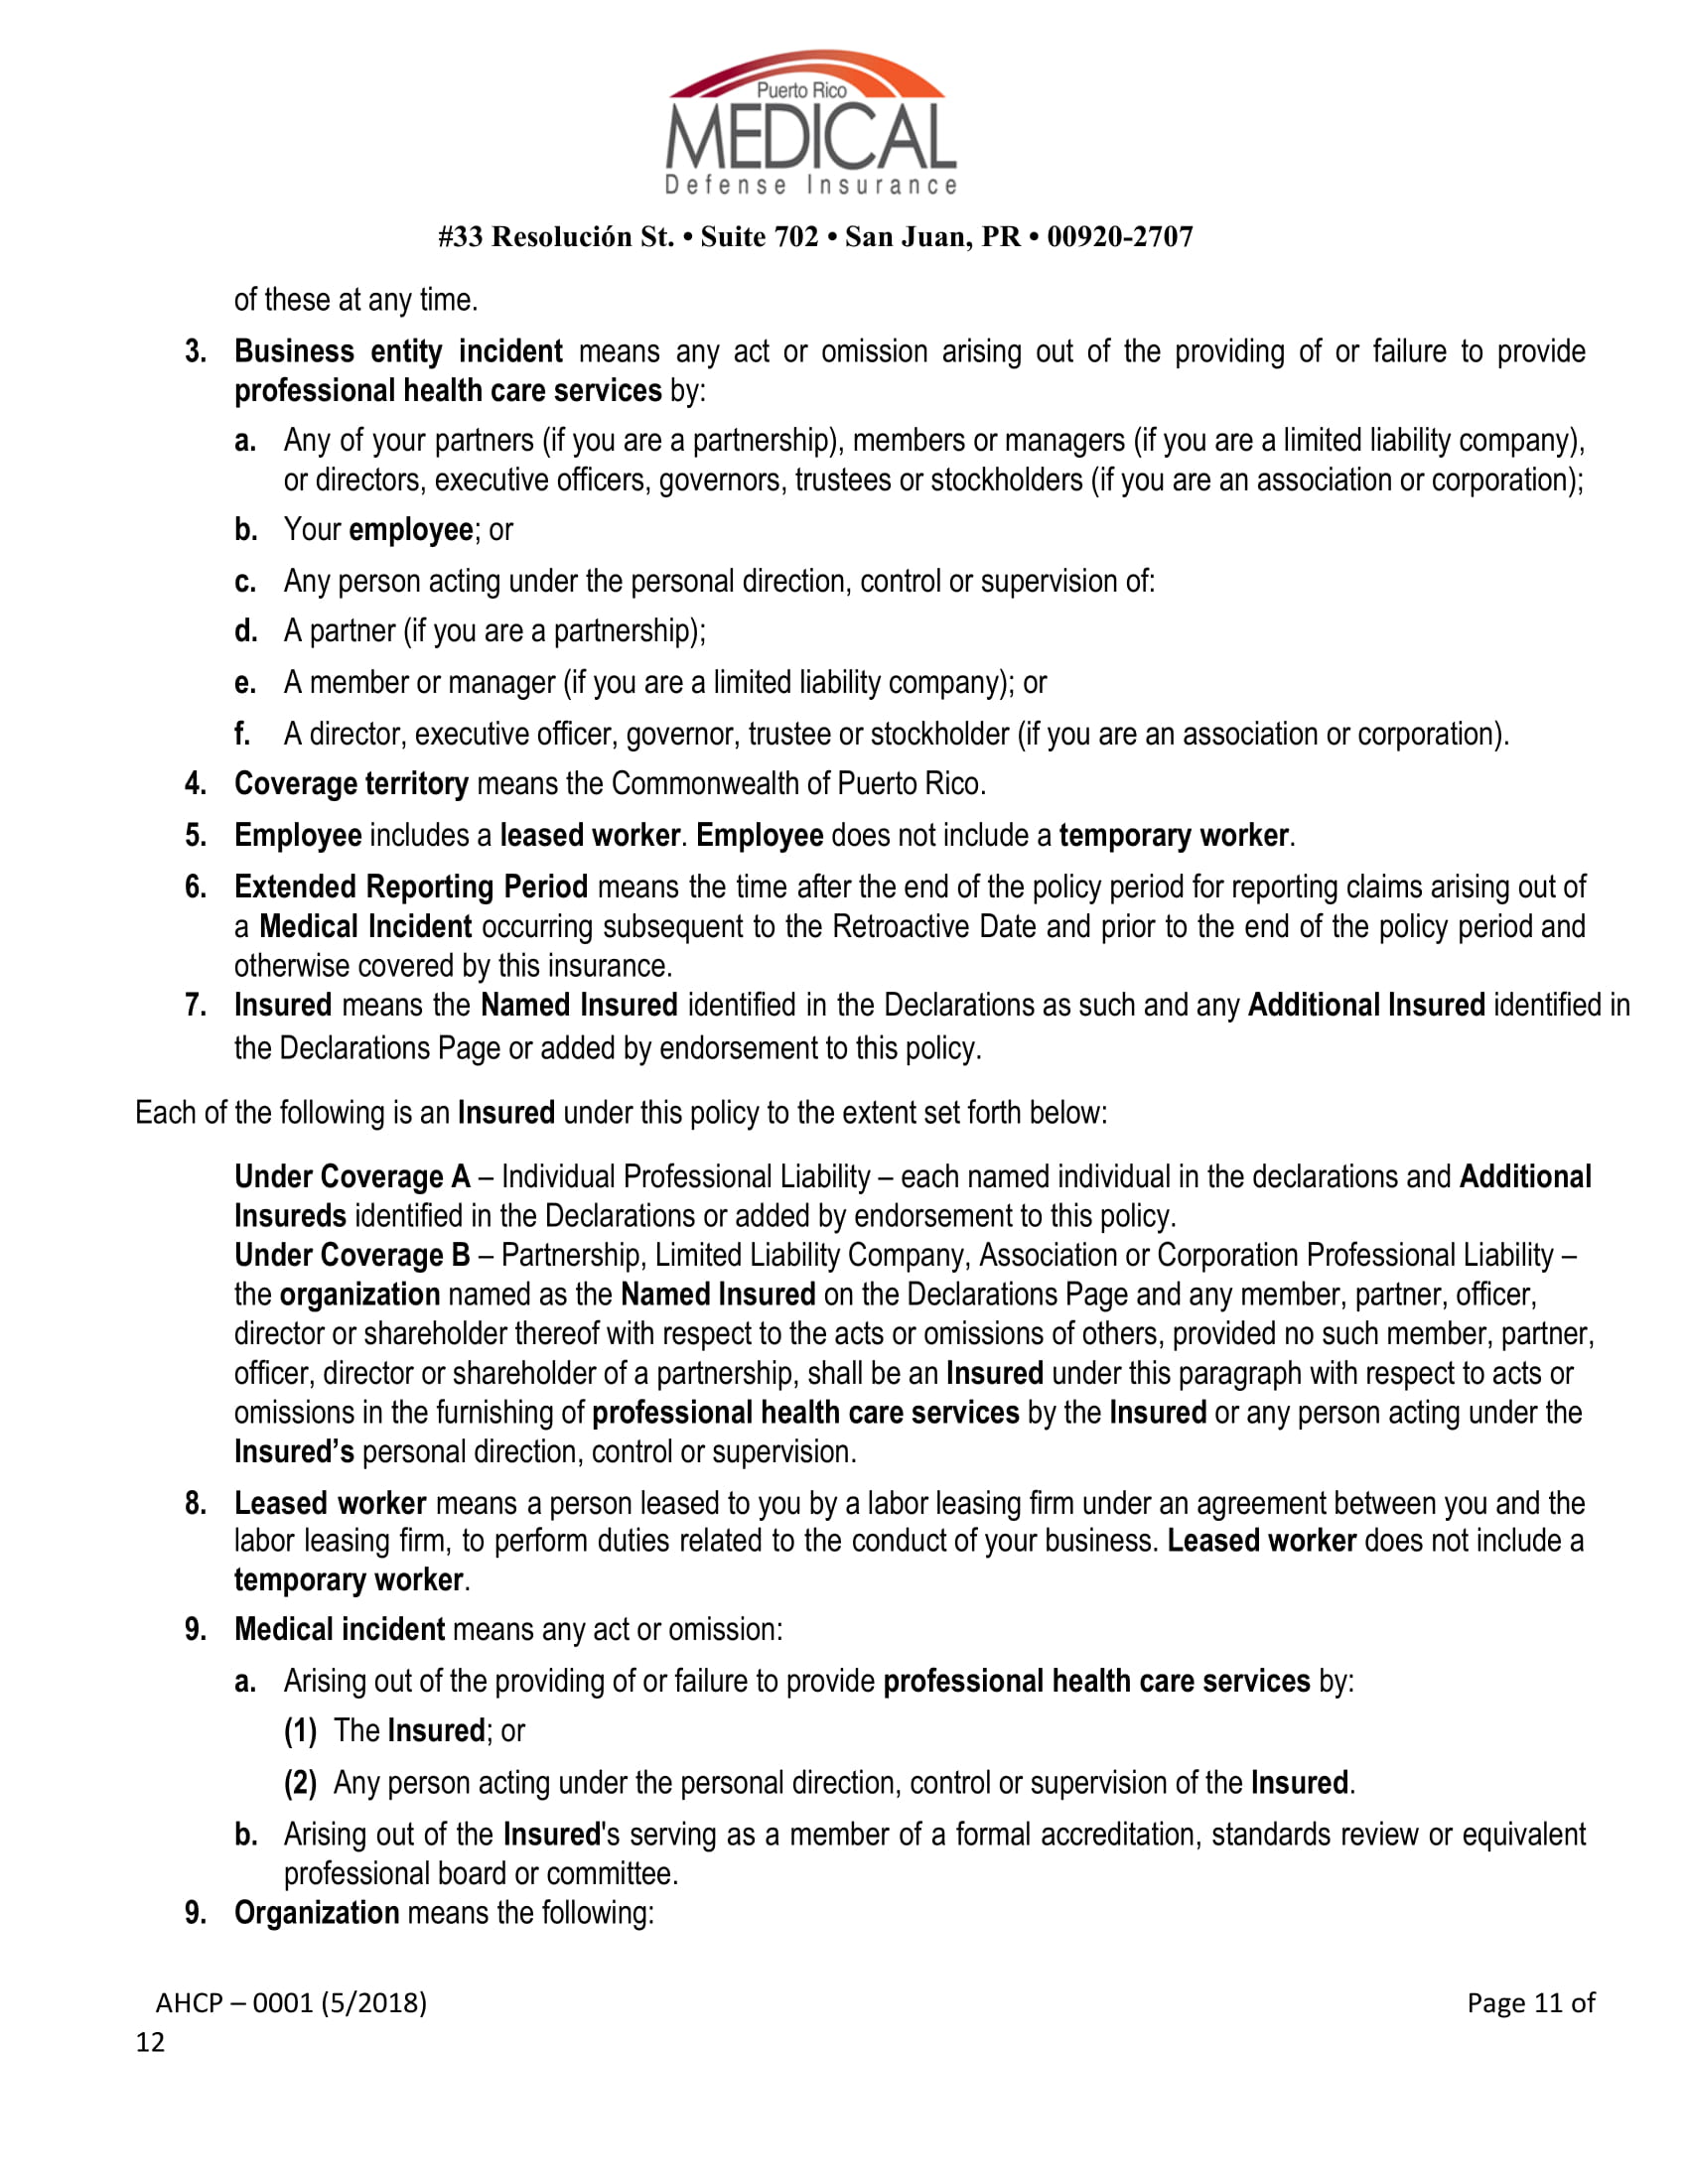 Puerto Rico
MEDICAL
Defense Insurance
#33 Resolución St. • Suite 702 • San Juan, PR • 00920-2707
of these at any time.
3. Business entity incident means any act or omission arising out of the providing of or failure to provide
professional health care services by:
a. Any of your partners (if you are a partnership), members or managers (if you are a limited liability company),
or directors, executive officers, governors, trustees or stockholders (if you are an association or corporation);
b. Your employee; or
c. Any person acting under the personal direction, control or supervision of:
d. A partner (if you are a partnership);
e. A member or manager (if you are a limited liability company); or
f. A director, executive officer, governor, trustee or stockholder (if you are an association or corporation).
4. Coverage territory means the Commonwealth of Puerto Rico.
5. Employee includes a leased worker. Employee does not include a temporary worker.
6. Extended Reporting Period means the time after the end of the policy period for reporting claims arising out of
a Medical Incident occurring subsequent to the Retroactive Date and prior to the end of the policy period and
otherwise covered by this insurance.
7. Insured means the Named Insured identified in the Declarations as such and any Additional Insured identified in
the Declarations Page or added by endorsement to this policy.
Each of the following is an Insured under this policy to the extent set forth below:
Under Coverage A – Individual Professional Liability – each named individual in the declarations and Additional
Insureds identified in the Declarations or added by endorsement to this policy.
Under Coverage B – Partnership, Limited Liability Company, Association or Corporation Professional Liability –
the organization named as the Named Insured on the Declarations Page and any member, partner, officer,
director or shareholder thereof with respect to the acts or omissions of others, provided no such member, partner,
officer, director or shareholder of a partnership, shall be an Insured under this paragraph with respect to acts or
omissions in the furnishing of professional health care services by the Insured or any person acting under the
Insured’s personal direction, control or supervision.
8. Leased worker means a person leased to you by a labor leasing firm under an agreement between you and the
labor leasing firm, to perform duties related to the conduct of your business. Leased worker does not include a
temporary worker.
9. Medical incident means any act or omission:
a. Arising out of the providing of or failure to provide professional health care services by:
(1) The Insured; or
(2) Any person acting under the personal direction, control or supervision of the Insured.
b. Arising out of the Insured's serving as a member of a formal accreditation, standards review or equivalent
professional board or committee.
9. Organization means the following:
AHCP – 0001 (5/2018) Page 11 of
12